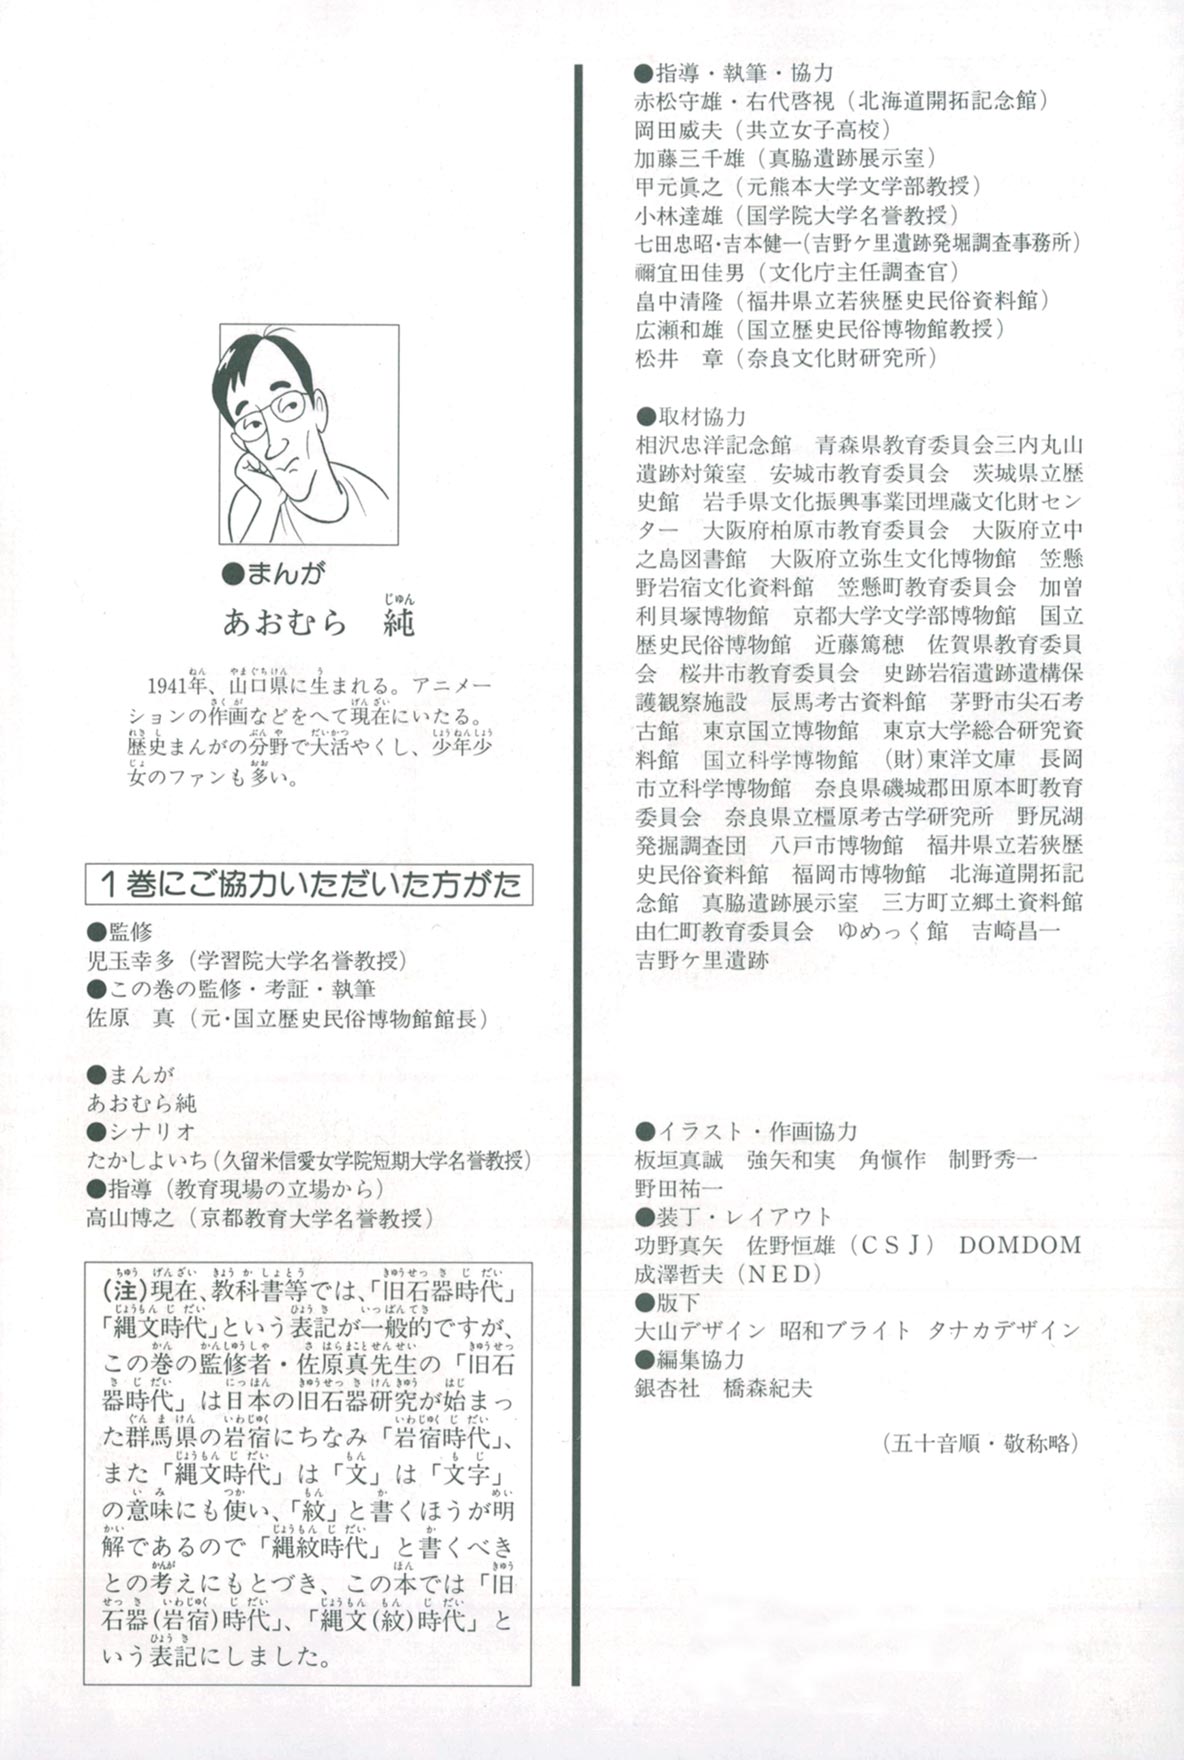 ●まんが
あおむら　純
1941年、山口県に生まれる。アニメー
ションの作画などをへて現在にいたる。
歴史まんがの分野で大活やくし、少年少
女のファンも多い。
1巻にご協力いただいた方がた
●監修
児玉幸多（学習院大学名誉教授）
●この巻の監修・考証・執筆
佐原　真（元・国立歴史民俗博物館館長）
●まんが
あおむら純
●シナリオ
たかしよいち（久留米信愛女学院短期大学名誉教授）
●指導（教育現場の立場から）
高山博之（京都教育大学名誉教授）
（注）現在、教科書等では、「旧石器時代」
「縄文時代」という表記が一般的ですが、
この巻の監修者・佐原真先生の「旧石
器時代」は日本の旧石器研究が始まっ
た群馬県の岩宿にちなみ「岩宿時代」、
また「縄文時代」は「文」は「文字」
の意味にも使い、「紋」と書くほうが明
解であるので「縄紋時代」と書くべき
との考えにもとづき、この本では「旧
石器（岩宿）時代」、「縄文（紋）時代」と
いう表記にしました。
●指導・執筆・協力
赤松守雄・右代啓視（北海道開拓記念館）
岡田威夫（共立女子高校）
加藤三千雄（真脇遺跡展示室）
甲元眞之（元熊本大学文学部教授）
小林達雄（国学院大学名誉教授）
七田忠昭・吉本健一（吉野ケ里遺跡発掘調査事務所）
禰宜田佳男（文化庁主任調査官）
畠中清隆（福井県立若狭歴史民俗資料館）
広瀬和雄（国立歴史民俗博物館教授）
松井　章（奈良文化財研究所）
●取材協力
相沢忠洋記念館　青森県教育委員会三内丸山
遺跡対策室　安城市教育委員会　茨城県立歴
史館　岩手県文化振興事業団埋蔵文化財セン
ター　大阪府柏原市教育委員会　大阪府立中
之島図書館　大阪府立弥生文化博物館　笠懸
野岩宿文化資料館　笠懸町教育委員会　加曽
利貝塚博物館　京都大学文学部博物館　国立
歴史民俗博物館　近藤篤穂　佐賀県教育委員
会　桜井市教育委員会　史跡岩宿遺跡遺構保
護観察施設　辰馬考古資料館　茅野市尖石考
古館　東京国立博物館　東京大学総合研究資
料館　国立科学博物館　（財）東洋文庫　長岡
市立科学博物館　奈良県磯城郡田原本町教育
委員会　奈良県立橿原考古学研究所　野尻湖
発掘調査団　八戸市博物館　福井県立若狭歴
史民俗資料館　福岡市博物館　北海道開拓記
念館　真脇遺跡展示室　三方町立郷土資料館
由仁町教育委員会　ゆめっく館　吉崎昌一
吉野ケ里遺跡
●イラスト・作画協力
板垣真誠　強矢和実　角愼作　制野秀一
野田祐一
●装丁・レイアウト
功野真矢　佐野恒雄（ＣＳＪ）　DOMDOM
成澤哲夫（ＮＥＤ）
●版下
大山デザイン　昭和ブライト　タナカデザイン
●編集協力
銀杏社　橋森紀夫
（五十音順・敬称略）